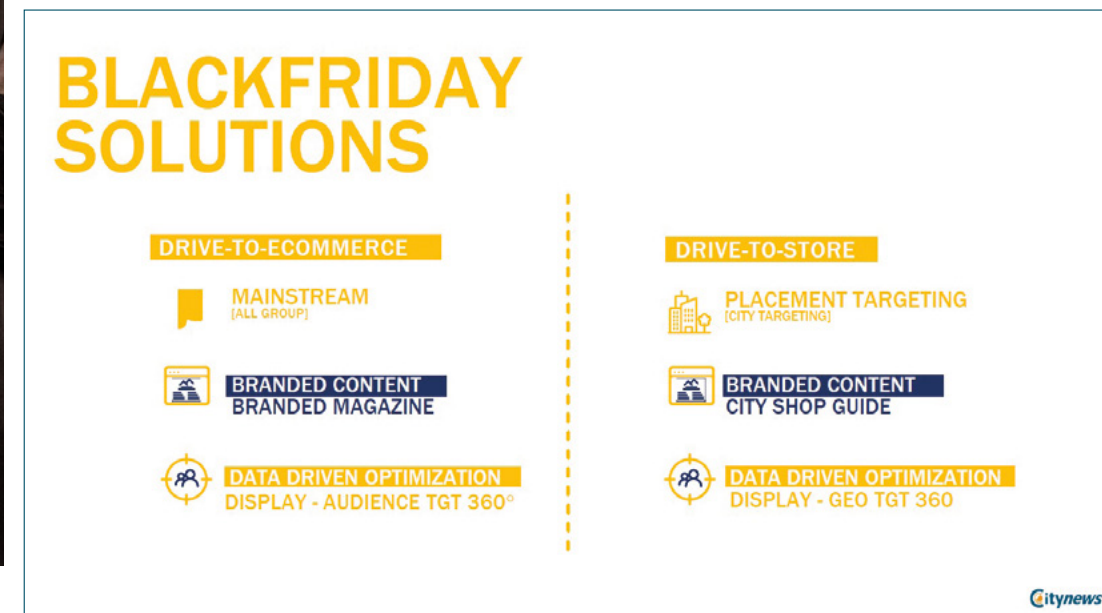 BLACKFRIDAY
SOLUTIONS
DRIVE-TO-ECOMMERCE
MAINSTREAM
[ALL GROUP]
BRANDED CONTENT
BRANDED MAGAZINE
DATA DRIVEN OPTIMIZATION
DISPLAY - AUDIENCE TGT 360°
DRIVE-TO-STORE
PLACEMENT TARGETING
[CITY TARGETING]
BRANDED CONTENT
CITY SHOP GUIDE
DATA DRIVEN OPTIMIZATION
DISPLAY - GEO TGT 360
Citynews